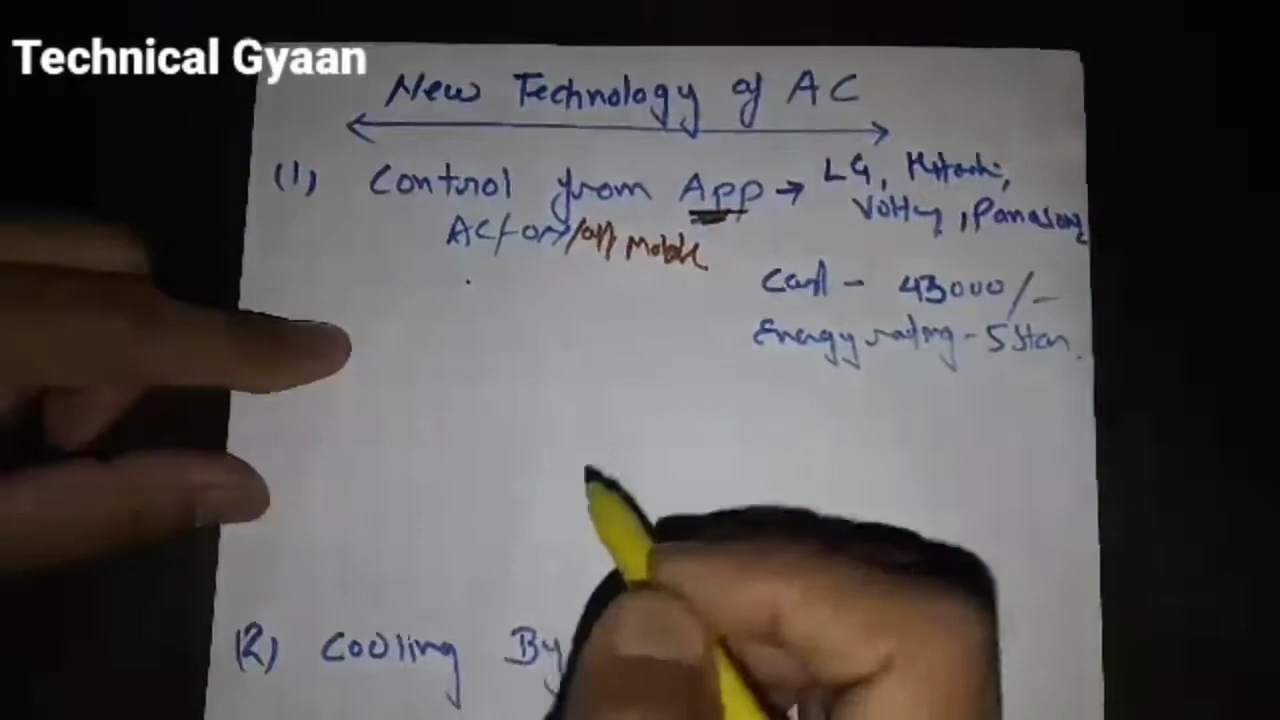 Technical Gyaan
New Technology of AC
(1) Control from App → LG, Hitachi,
Voltas, Panasonic
AC/on/off Mobile
Cost - 43000/-
Energy rating - 5 Star.
(2) Cooling By